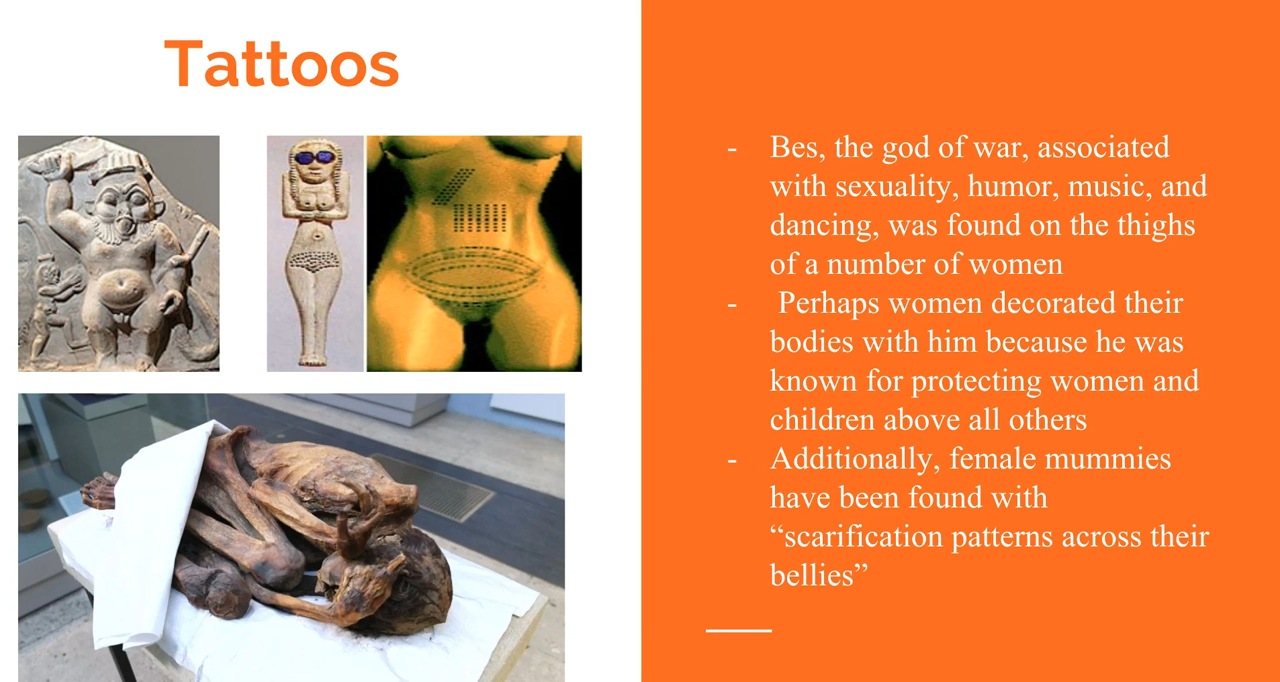 Tattoos
- Bes, the god of war, associated
with sexuality, humor, music, and
dancing, was found on the thighs
of a number of women
- Perhaps women decorated their
bodies with him because he was
known for protecting women and
children above all others
- Additionally, female mummies
have been found with
“scarification patterns across their
bellies”